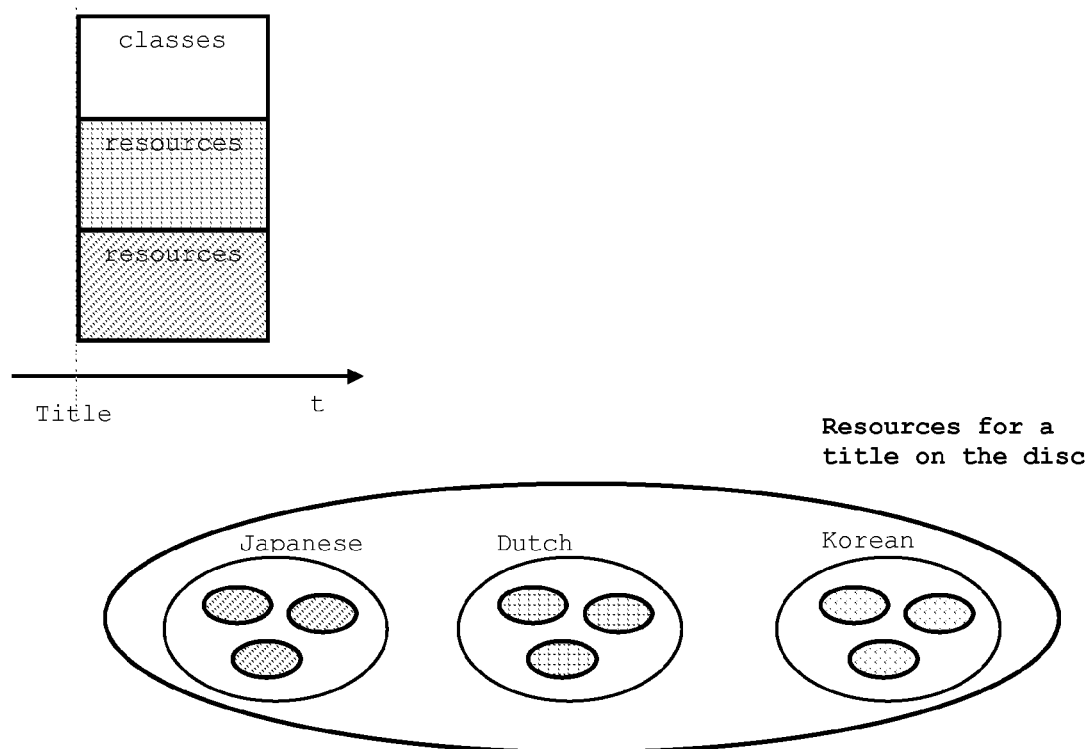 classes
resources
resources
Title
t
Resources for a
title on the disc
Japanese
Dutch
Korean